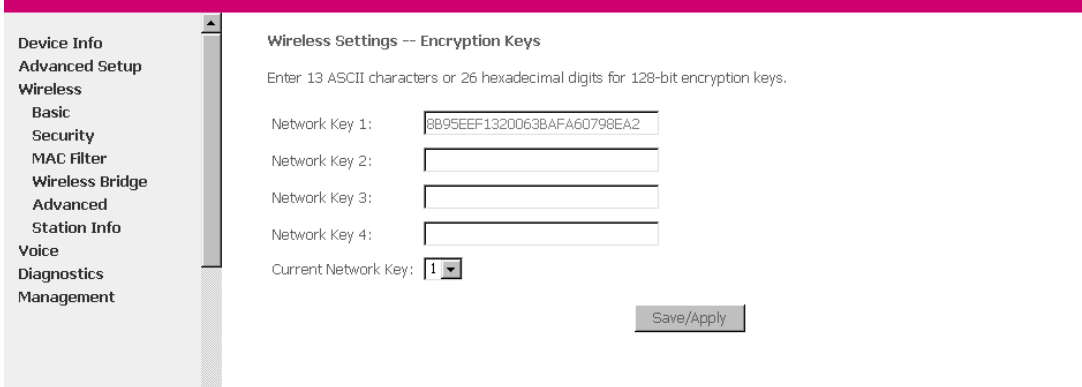 Device Info
Advanced Setup
Wireless
Basic
Security
MAC Filter
Wireless Bridge
Advanced
Station Info
Voice
Diagnostics
Management
Wireless Settings -- Encryption Keys
Enter 13 ASCII characters or 26 hexadecimal digits for 128-bit encryption keys.
Network Key 1: 8B95EEF1320063BAFA60798EA2
Network Key 2:
Network Key 3:
Network Key 4:
Current Network Key: 1
Save/Apply